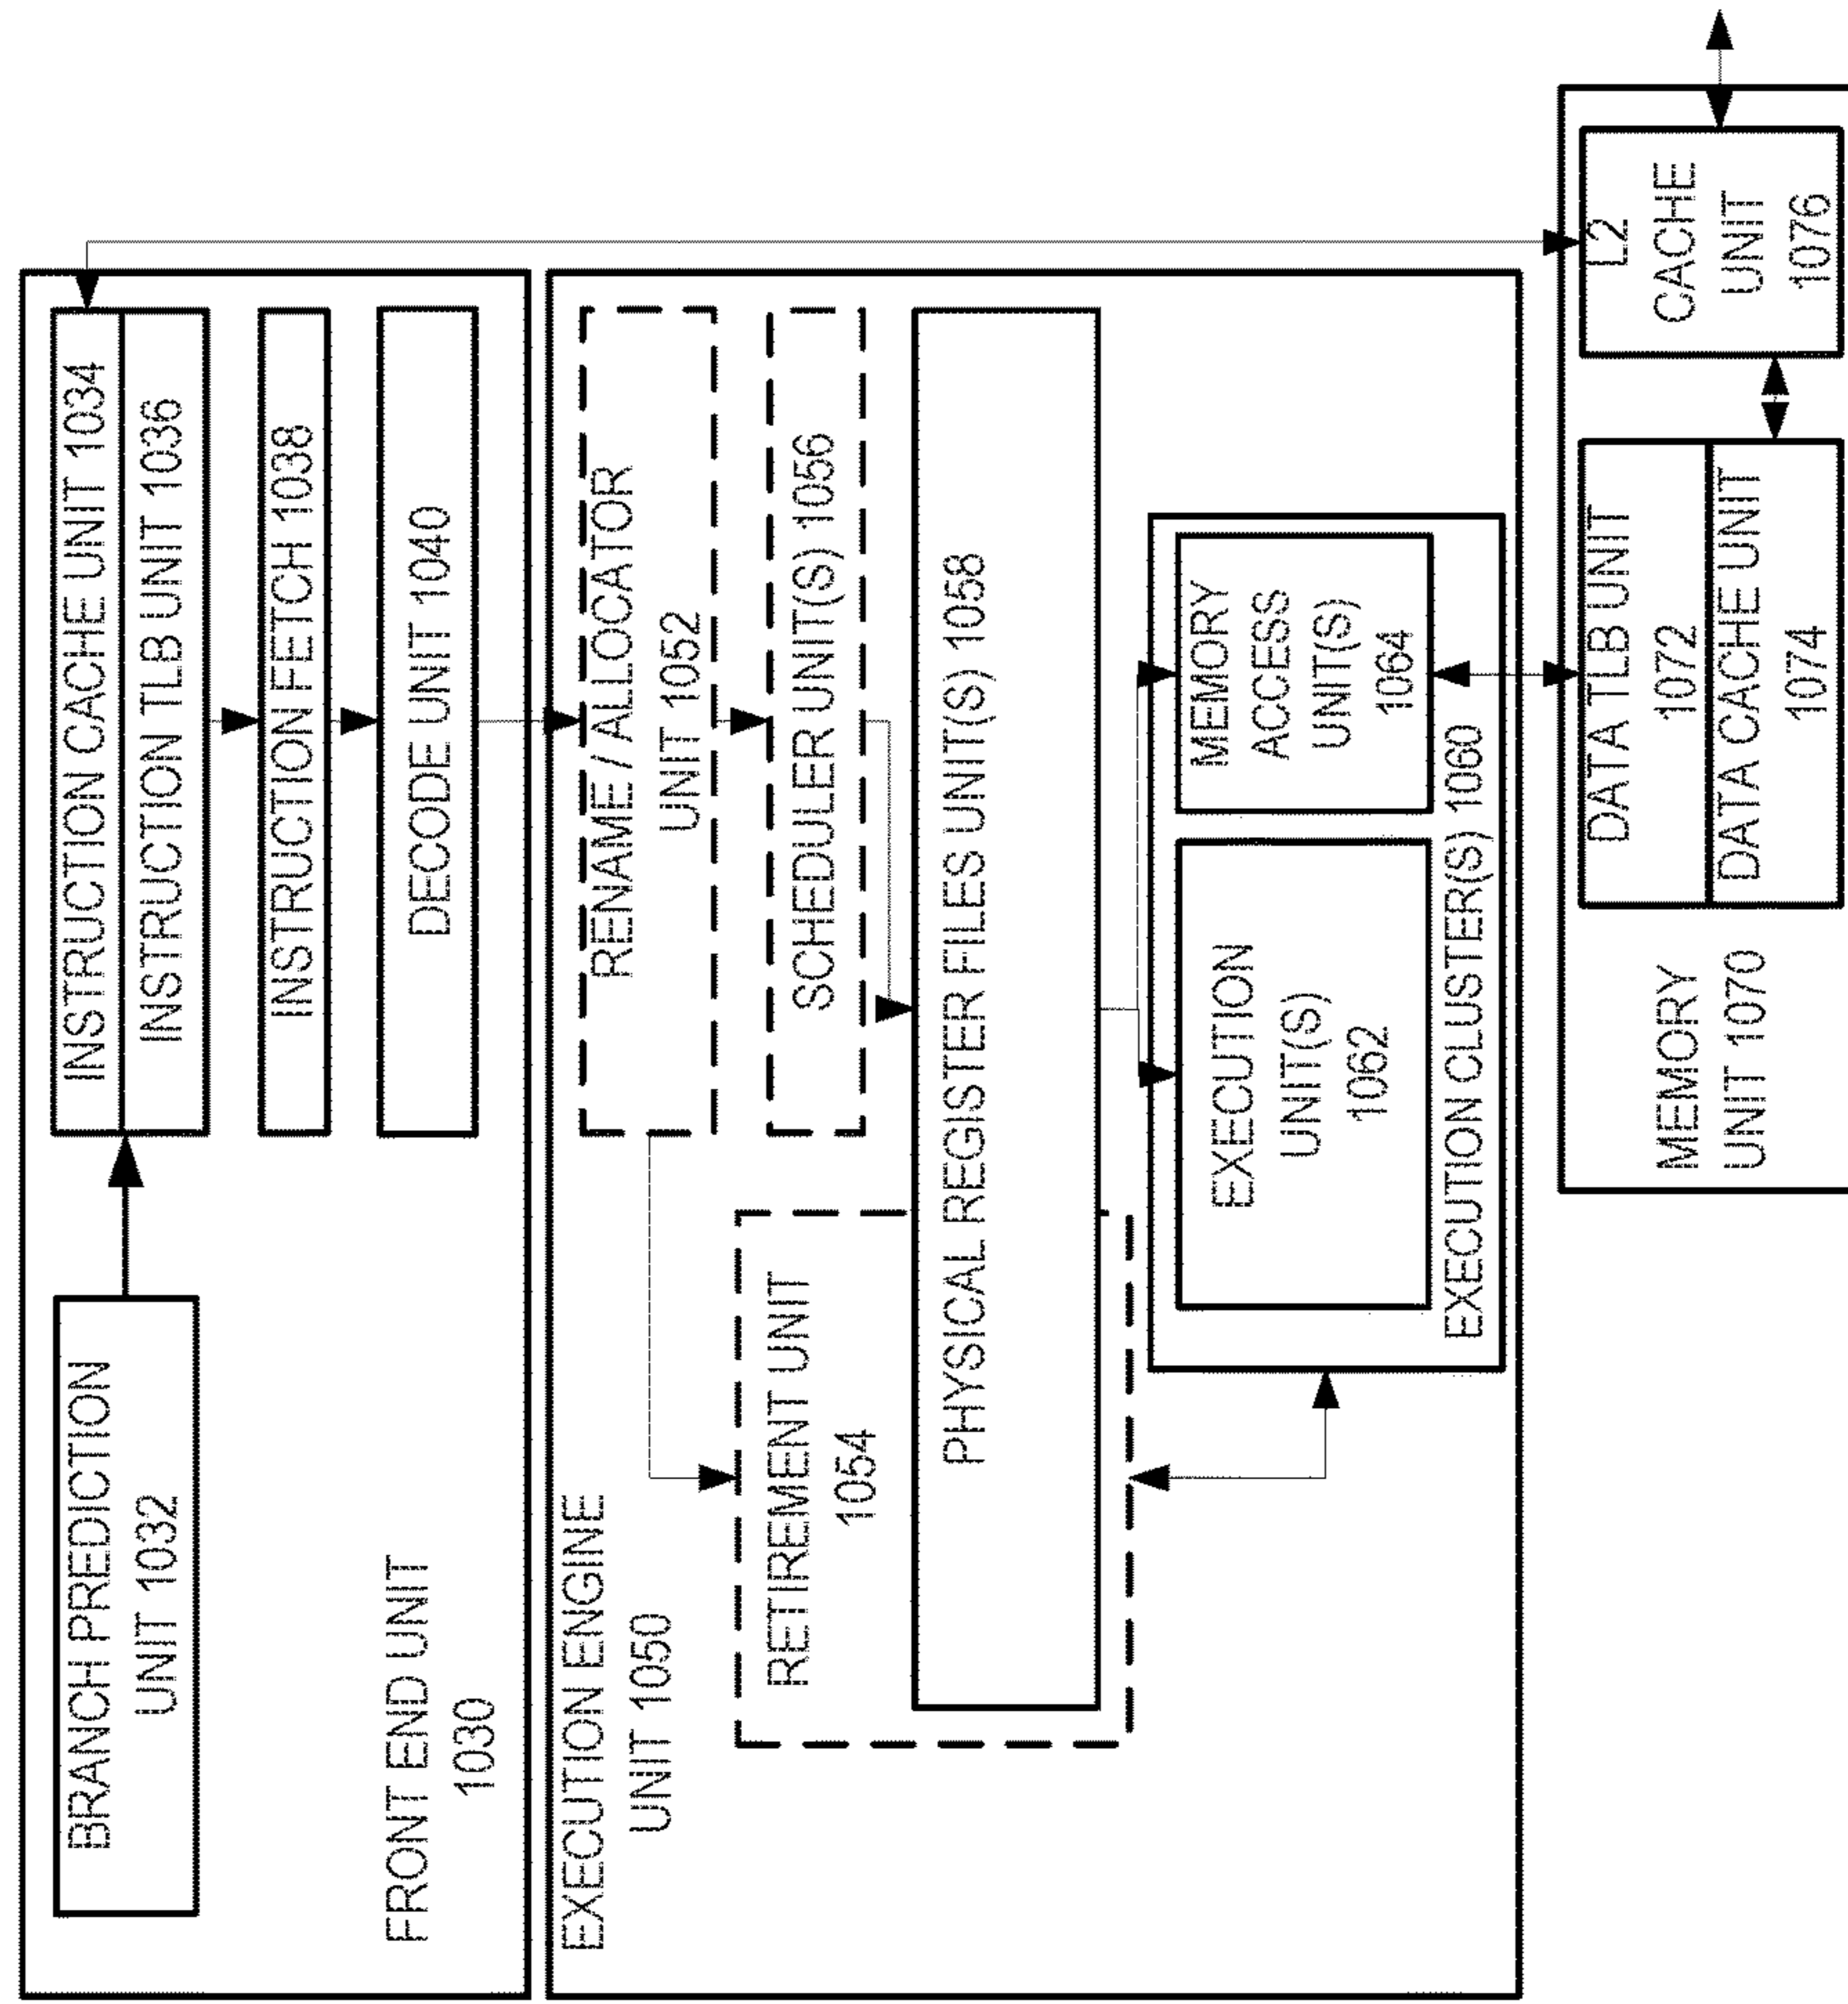 BRANCH PREDICTION
UNIT 1032
INSTRUCTION CACHE UNIT 1034
INSTRUCTION TLB UNIT 1036
INSTRUCTION FETCH 1038
DECODE UNIT 1040
FRONT END UNIT
1030
EXECUTION ENGINE
UNIT 1050
RENAME / ALLOCATOR
UNIT 1052
RETIREMENT UNIT
1054
SCHEDULER UNIT(S) 1056
PHYSICAL REGISTER FILES UNIT(S) 1058
EXECUTION
UNIT(S)
1062
MEMORY
ACCESS
UNIT(S)
1064
EXECUTION CLUSTER(S) 1060
MEMORY
UNIT 1070
DATA TLB UNIT
1072
DATA CACHE UNIT
1074
L2
CACHE
UNIT
1076